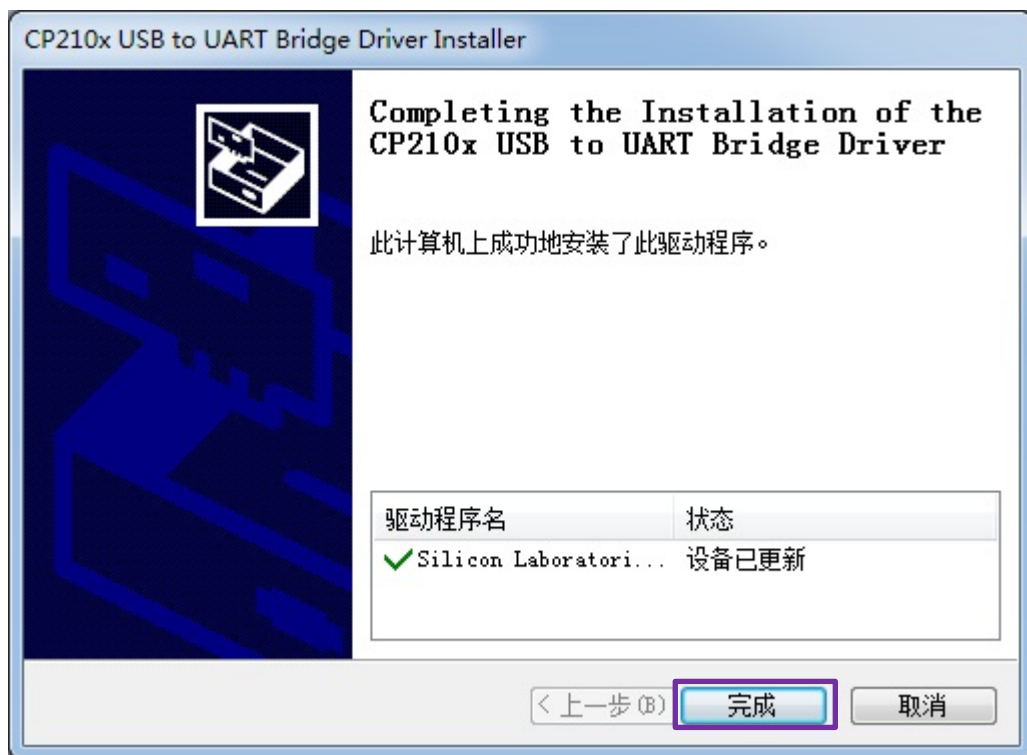 CP210x USB to UART Bridge Driver Installer
Completing the Installation of the
CP210x USB to UART Bridge Driver
此计算机上成功地安装了此驱动程序。
驱动程序名 状态
Silicon Laboratori... 设备已更新
< 上一步(B) 完成 取消